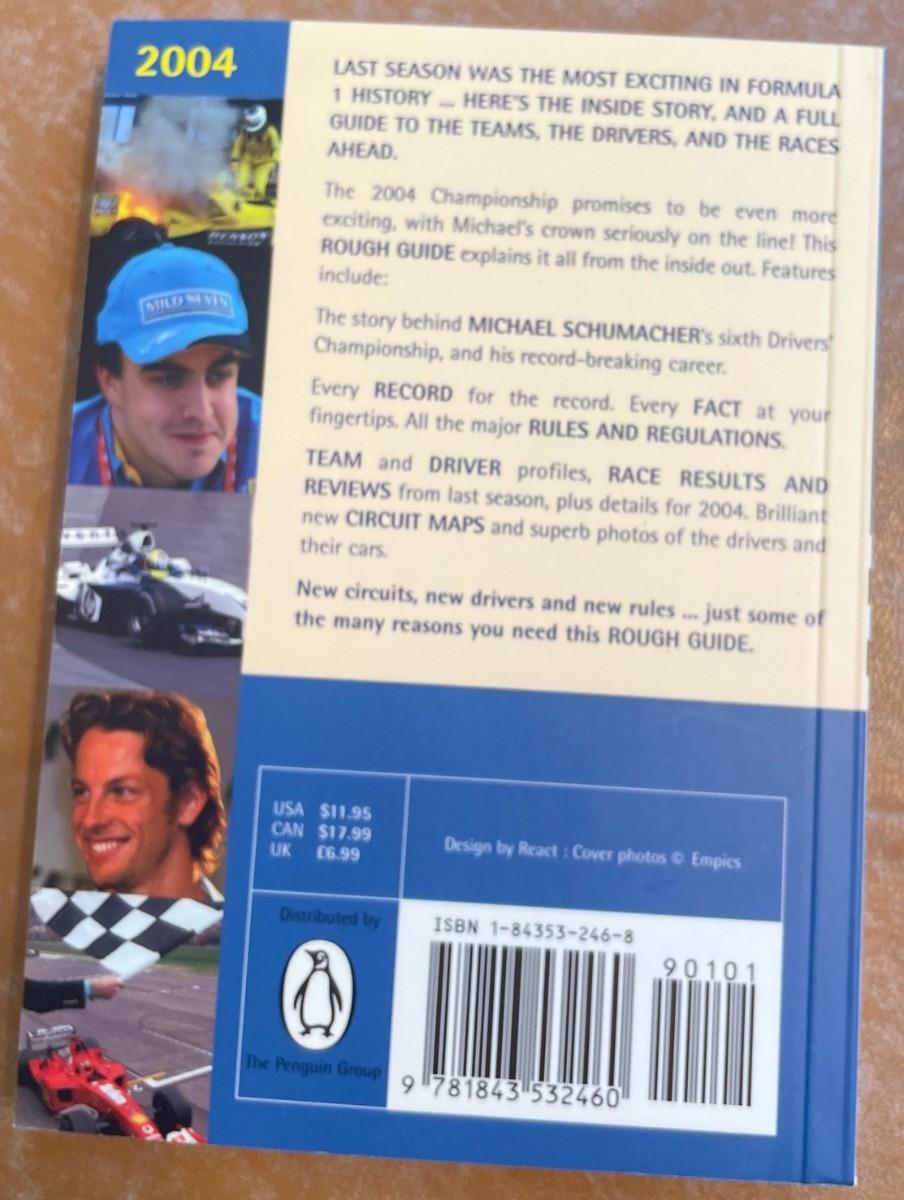 2004
LAST SEASON WAS THE MOST EXCITING IN FORMULA
1 HISTORY ... HERE'S THE INSIDE STORY, AND A FULL
GUIDE TO THE TEAMS, THE DRIVERS, AND THE RACES
AHEAD.
The 2004 Championship promises to be even more
exciting, with Michael's crown seriously on the line! This
ROUGH GUIDE explains it all from the inside out. Features
include:
The story behind MICHAEL SCHUMACHER's sixth Drivers'
Championship, and his record-breaking career.
Every RECORD for the record. Every FACT at your
fingertips. All the major RULES AND REGULATIONS.
TEAM and DRIVER profiles, RACE RESULTS AND
REVIEWS from last season, plus details for 2004. Brilliant
new CIRCUIT MAPS and superb photos of the drivers and
their cars.
New circuits, new drivers and new rules ... just some of
the many reasons you need this ROUGH GUIDE.
MILD SEVEN
USA $11.95
CAN $17.99
UK £6.99
Design by React : Cover photos © Empics
Distributed by
The Penguin Group
ISBN 1-84353-246-8
90101
9 781843 532460